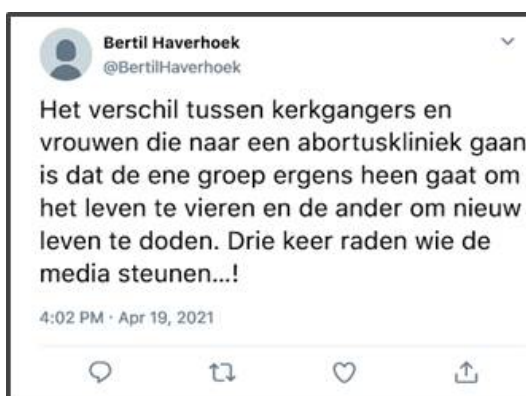 Bertil Haverhoek
@BertilHaverhoek
Het verschil tussen kerkgangers en
vrouwen die naar een abortuskliniek gaan
is dat de ene groep ergens heen gaat om
het leven te vieren en de ander om nieuw
leven te doden. Drie keer raden wie de
media steunen...!
4:02 PM · Apr 19, 2021